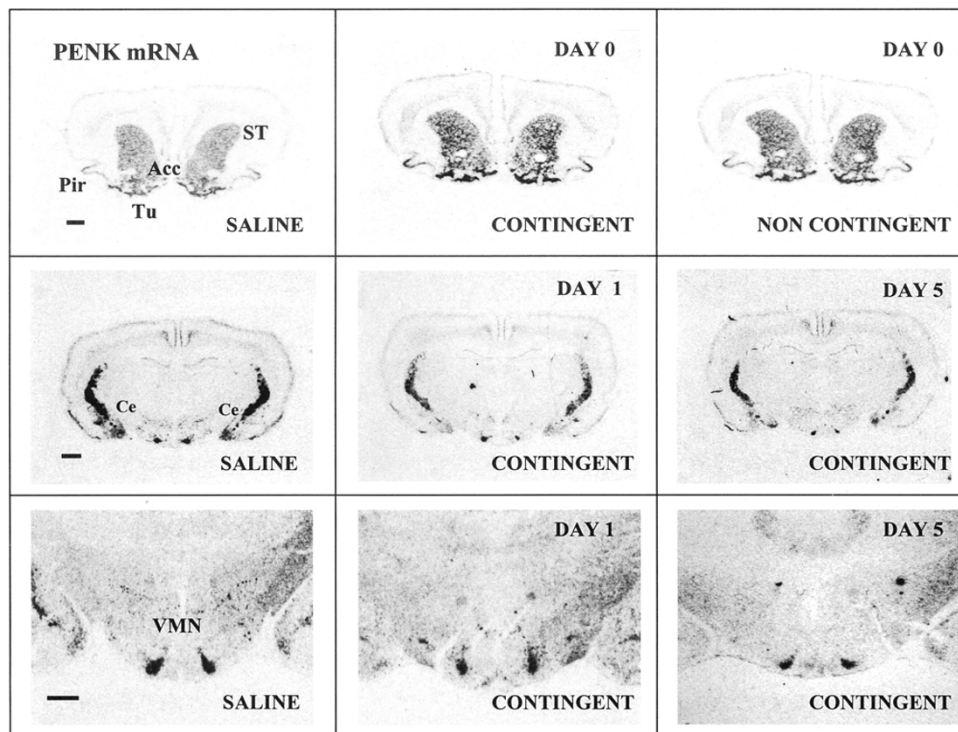 PENK mRNA
ST
Acc
Pir
Tu
SALINE
DAY 0
CONTINGENT
DAY 0
NON CONTINGENT
Ce
Ce
SALINE
DAY 1
CONTINGENT
DAY 5
CONTINGENT
VMN
SALINE
DAY 1
CONTINGENT
DAY 5
CONTINGENT